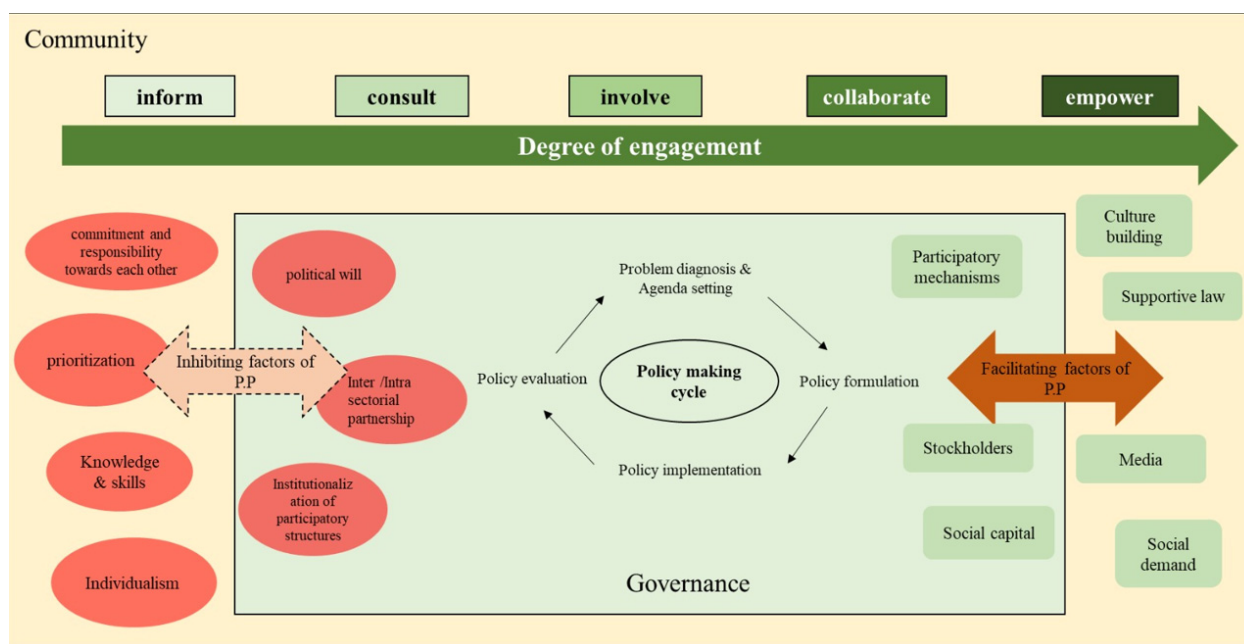 Community
inform
consult
involve
collaborate
empower
Degree of engagement
commitment and
responsibility
towards each other
prioritization
Knowledge
& skills
Individualism
Inhibiting factors of
P.P
political will
Inter /Intra
sectorial
partnership
Institutionaliz
ation of
participatory
structures
Problem diagnosis &
Agenda setting
Policy evaluation
Policy making
cycle
Policy formulation
Policy implementation
Governance
Participatory
mechanisms
Stockholders
Social capital
Facilitating factors of
P.P
Culture
building
Supportive law
Media
Social
demand